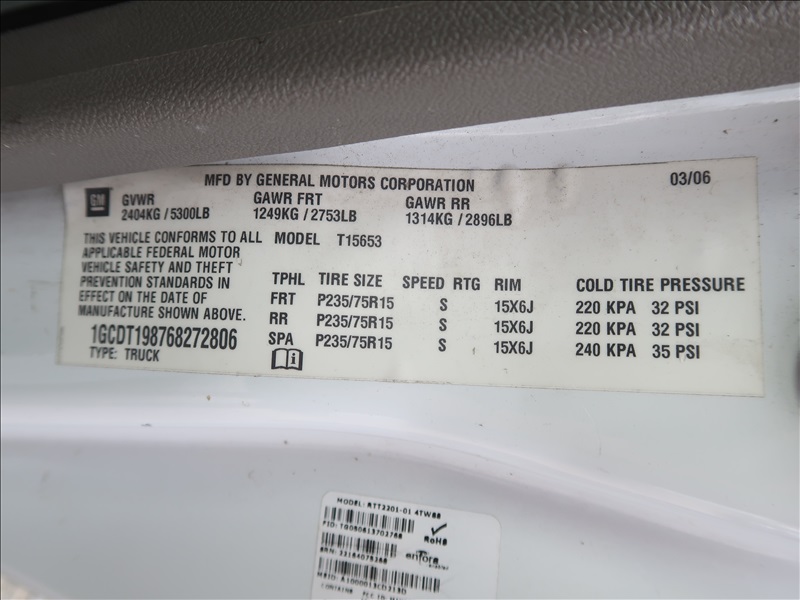 MFD BY GENERAL MOTORS CORPORATION 03/06
GM GVWR GAWR FRT GAWR RR
2404KG / 5300LB 1249KG / 2753LB 1314KG / 2896LB
THIS VEHICLE CONFORMS TO ALL MODEL T15653
APPLICABLE FEDERAL MOTOR
VEHICLE SAFETY AND THEFT
PREVENTION STANDARDS IN
EFFECT ON THE DATE OF
MANUFACTURE SHOWN ABOVE.
1GCDT198768272806
TYPE: TRUCK
TPHL TIRE SIZE SPEED RTG RIM COLD TIRE PRESSURE
FRT P235/75R15 S 15X6J 220 KPA 32 PSI
RR P235/75R15 S 15X6J 220 KPA 32 PSI
SPA P235/75R15 S 15X6J 240 KPA 35 PSI
MODEL:
RoHS
enfora